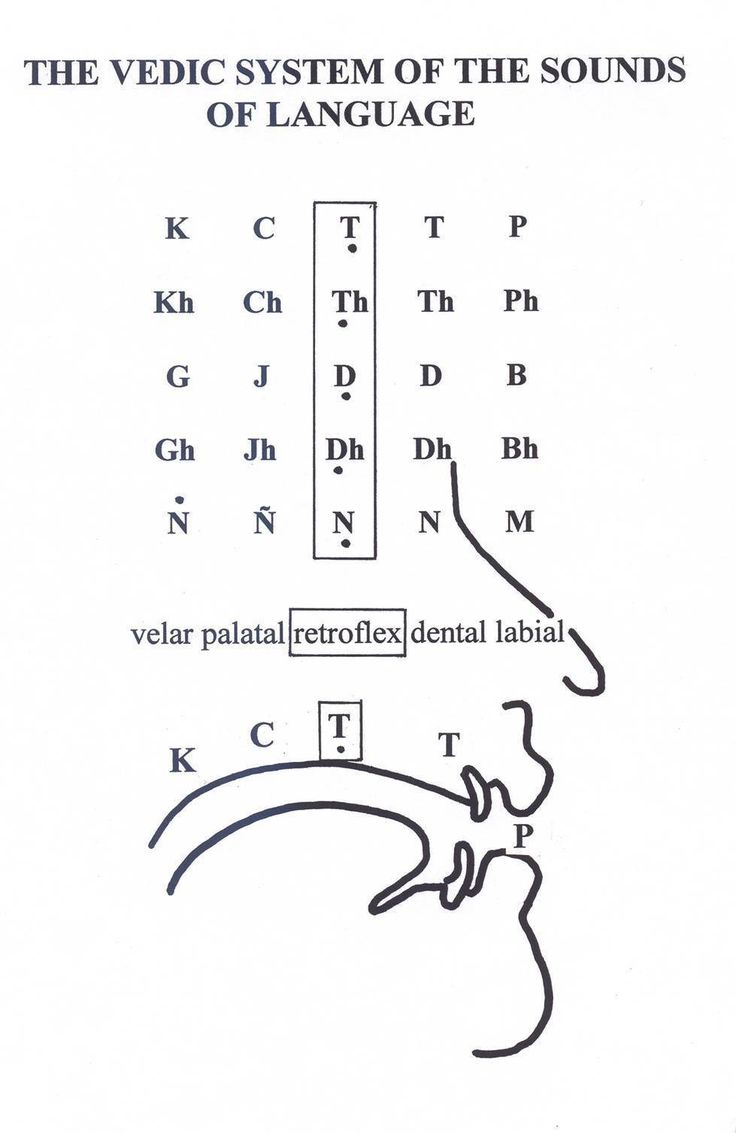 THE VEDIC SYSTEM OF THE SOUNDS
OF LANGUAGE
K C Ṭ T P
Kh Ch Ṭh Th Ph
G J Ḍ D B
Gh Jh Ḍh Dh Bh
Ṅ Ñ Ṇ N M
velar palatal retroflex dental labial
K C Ṭ T
P